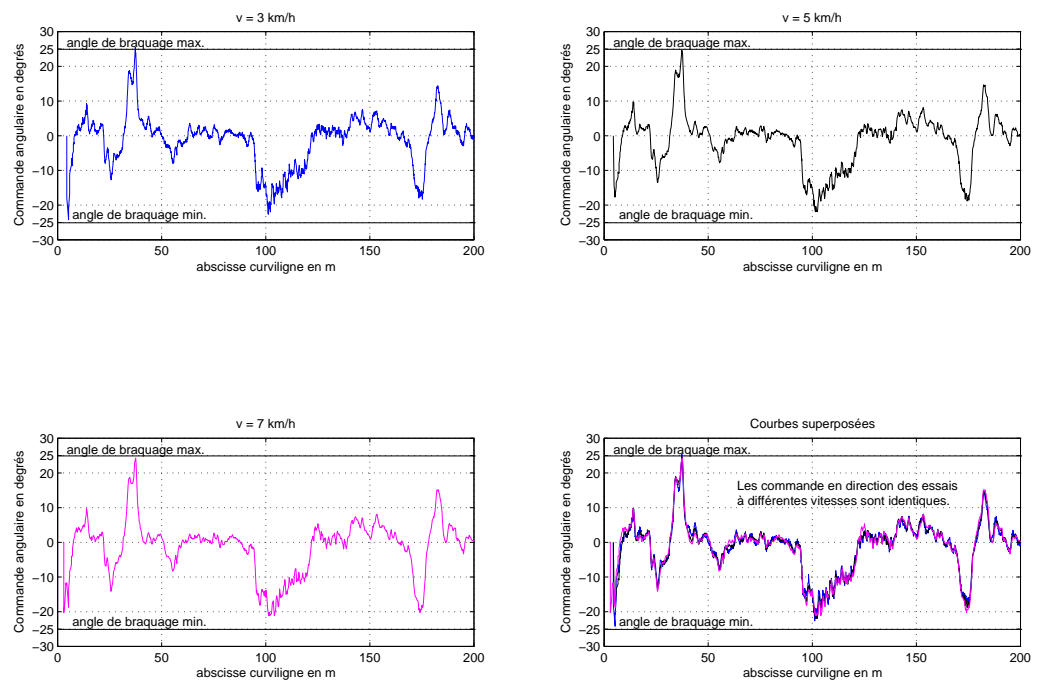 v = 3 km/h
30
25
20
10
0
−10
−20
−25
−30
Commande angulaire en degrés
angle de braquage max.
angle de braquage min.
0
50
100
150
200
abscisse curviligne en m
v = 5 km/h
30
25
20
10
0
−10
−20
−25
−30
Commande angulaire en degrés
angle de braquage max.
angle de braquage min.
0
50
100
150
200
abscisse curviligne en m
v = 7 km/h
30
25
20
10
0
−10
−20
−25
−30
Commande angulaire en degrés
angle de braquage max.
angle de braquage min.
0
50
100
150
200
abscisse curviligne en m
Courbes superposées
30
25
20
10
0
−10
−20
−25
−30
Commande angulaire en degrés
angle de braquage max.
Les commande en direction des essais
à différentes vitesses sont identiques.
angle de braquage min.
0
50
100
150
200
abscisse curviligne en m